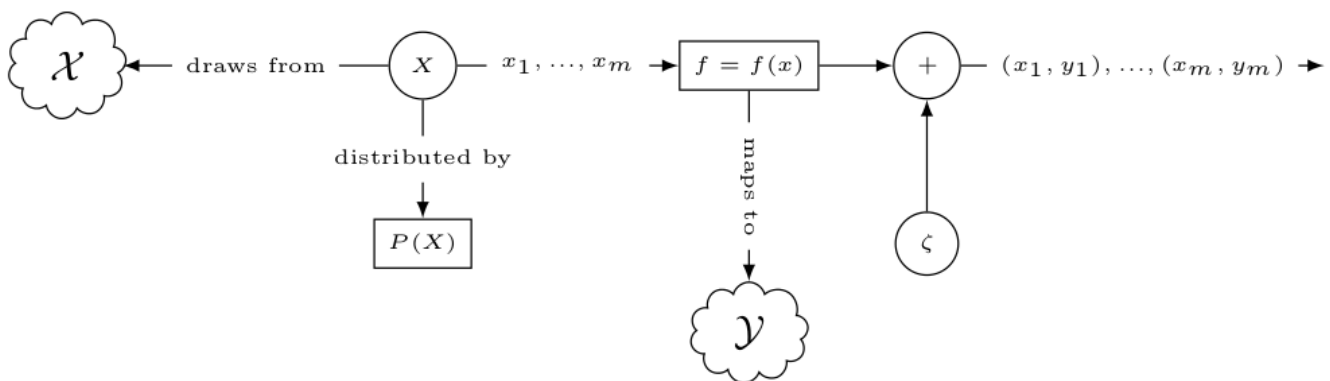 𝒳 draws from X x₁, ..., xₘ f = f(x) + (x₁, y₁), ..., (xₘ, yₘ)
distributed by
maps to
P(X) ζ
𝒴